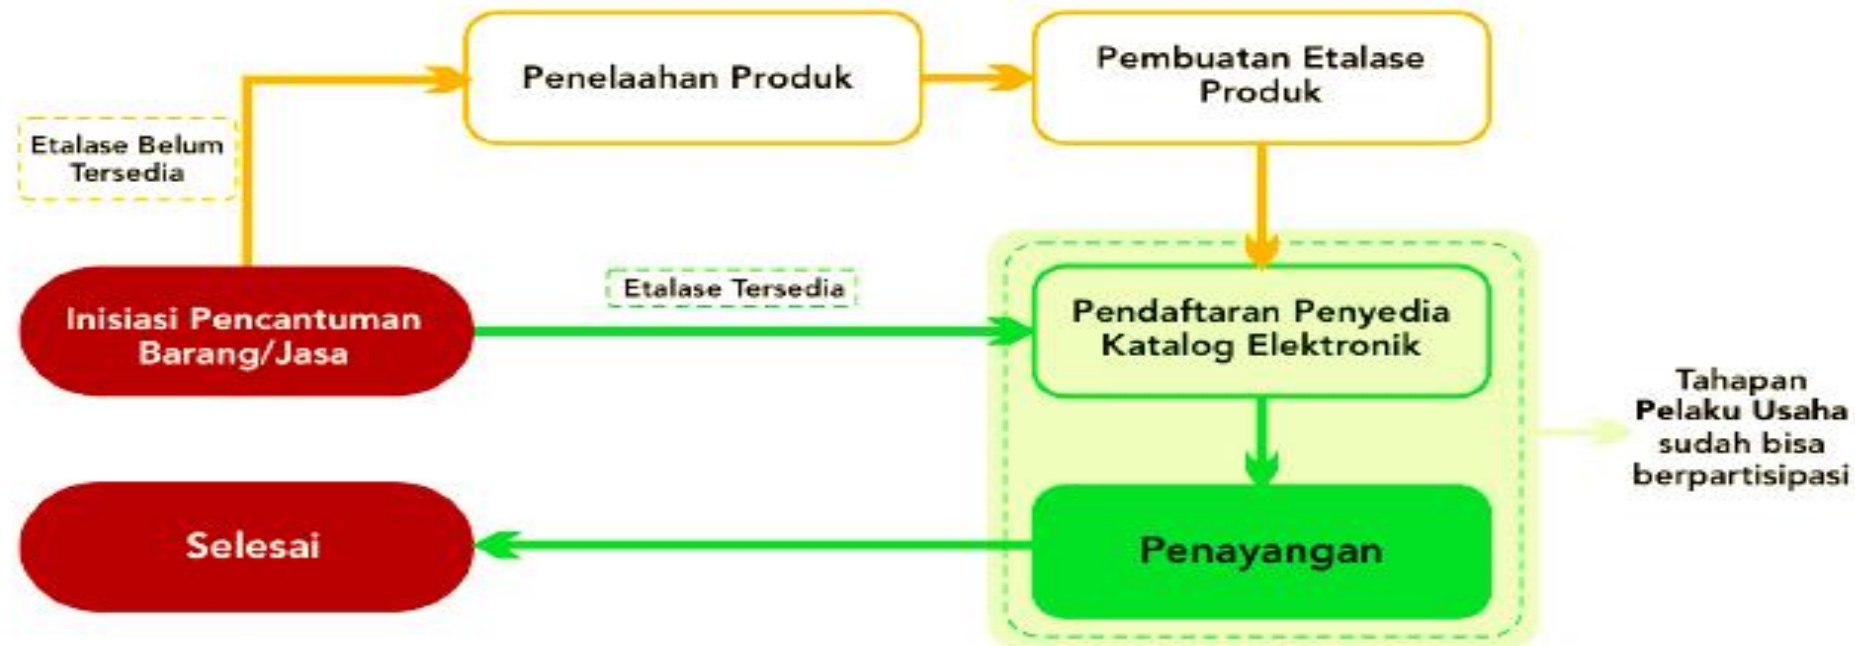 Penelaahan Produk
Pembuatan Etalase
Produk
Etalase Belum
Tersedia
Inisiasi Pencantuman
Barang/Jasa
Etalase Tersedia
Pendaftaran Penyedia
Katalog Elektronik
Tahapan
Pelaku Usaha
sudah bisa
berpartisipasi
Selesai
Penayangan